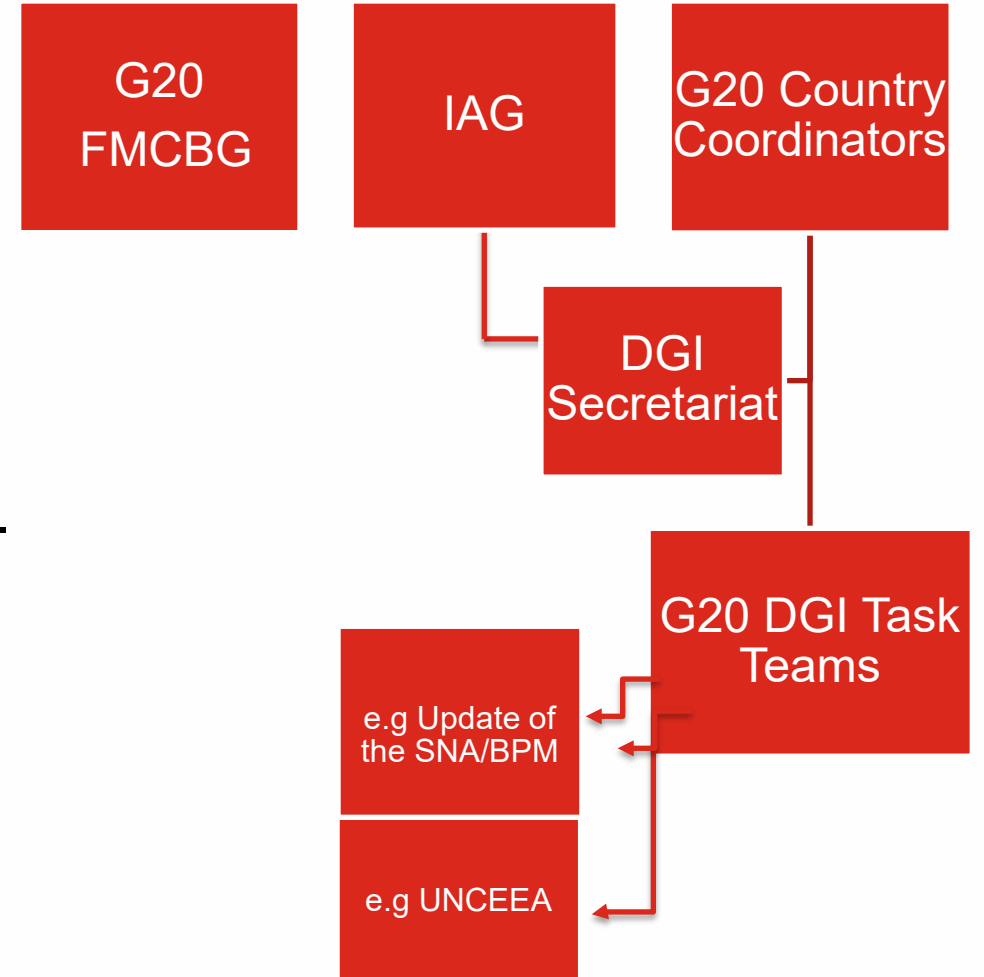 G20
FMCBG
IAG
G20 Country
Coordinators
DGI
Secretariat
G20 DGI Task
Teams
e.g Update of
the SNA/BPM
e.g UNCEEA